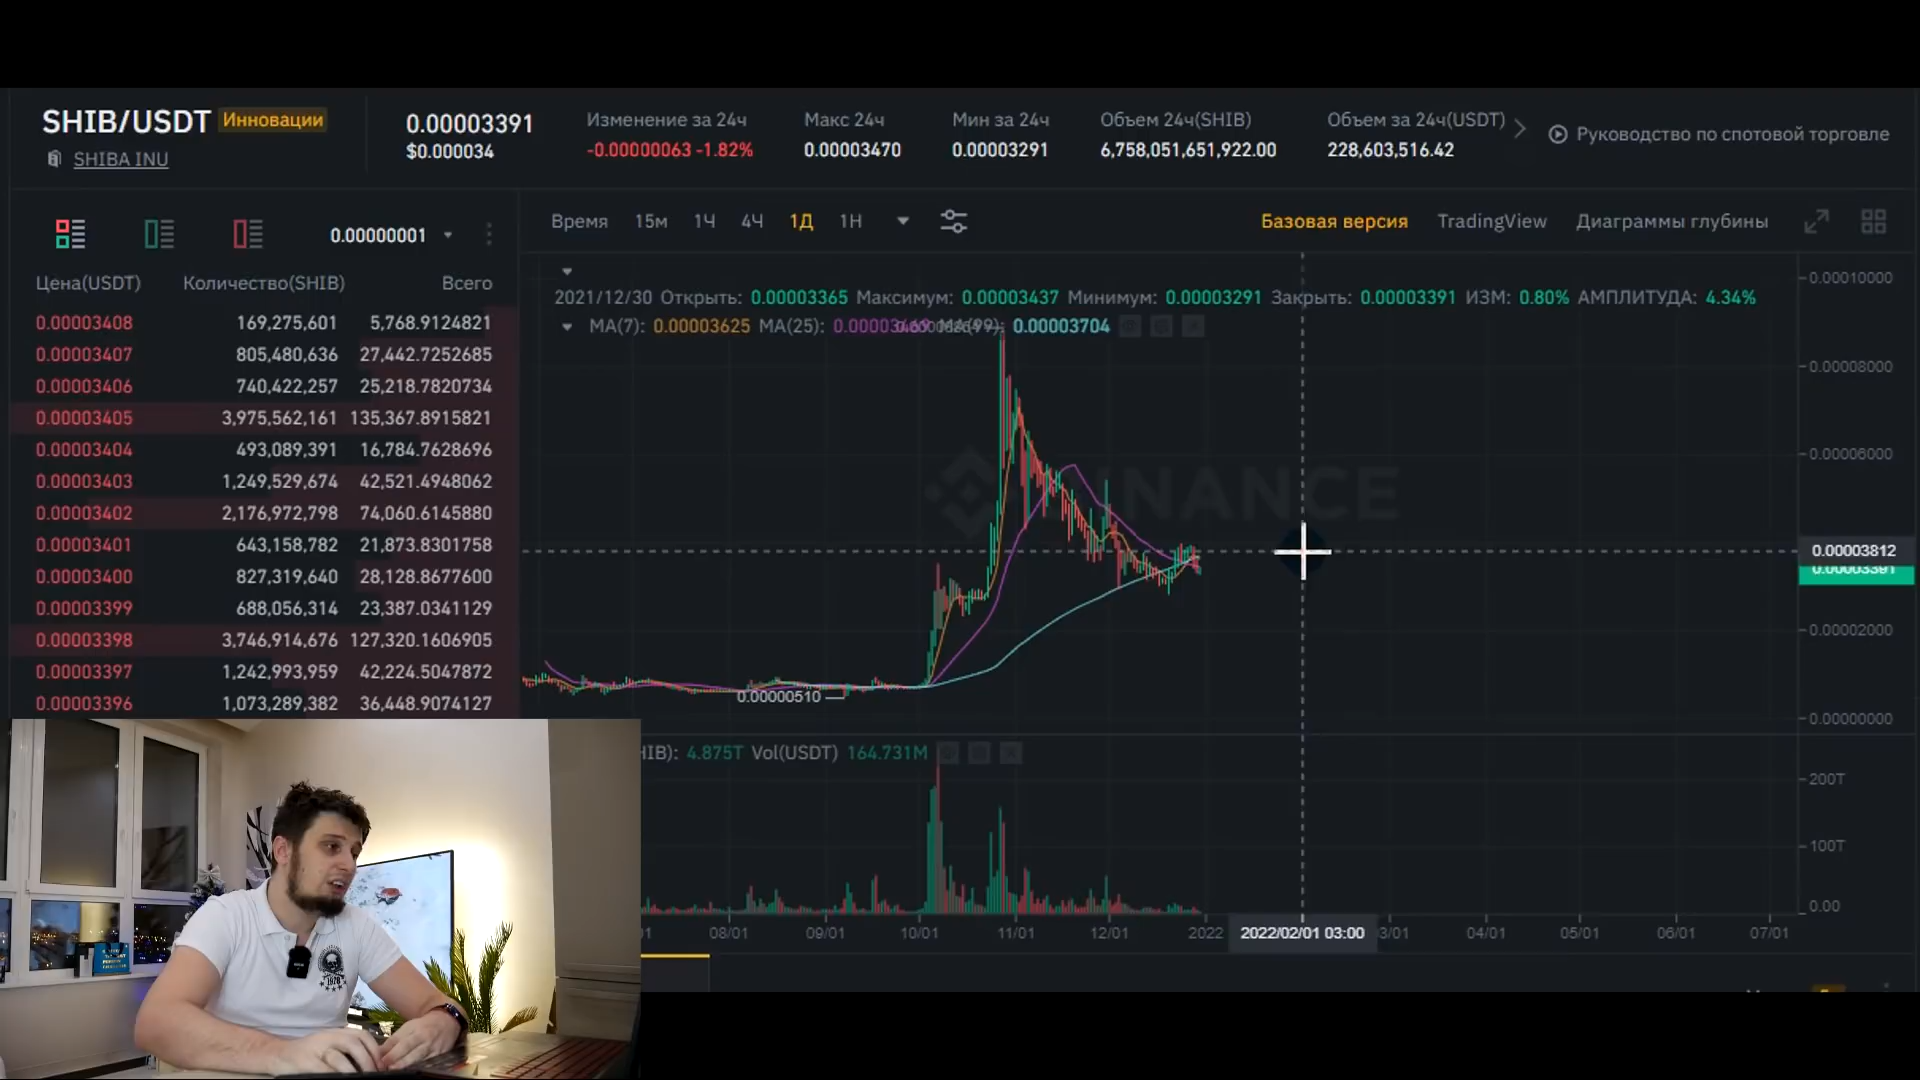 SHIB/USDT Инновации
SHIBA INU
0.00003391
$0.000034
Изменение за 24ч
-0.00000063 -1.82%
Макс 24ч
0.00003470
Мин за 24ч
0.00003291
Объем 24ч(SHIB)
6,758,051,651,922.00
Объем за 24ч(USDT)
228,603,516.42
Руководство по спотовой торговле
0.00000001
Время 15м 1Ч 4Ч 1Д 1Н
Базовая версия TradingView Диаграммы глубины
Цена(USDT) Количество(SHIB) Всего
0.00003408 169,275,601 5,768.9124821
0.00003407 805,480,636 27,442.7252685
0.00003406 740,422,257 25,218.7820734
0.00003405 3,975,562,161 135,367.8915821
0.00003404 493,089,391 16,784.7628696
0.00003403 1,249,529,674 42,521.4948062
0.00003402 2,176,972,798 74,060.6145880
0.00003401 643,158,782 21,873.8301758
0.00003400 827,319,640 28,128.8677600
0.00003399 688,056,314 23,387.0341129
0.00003398 3,746,914,676 127,320.1606905
0.00003397 1,242,993,959 42,224.5047872
0.00003396 1,073,289,382 36,448.9074127
2021/12/30 Открыть: 0.00003365 Максимум: 0.00003437 Минимум: 0.00003291 Закрыть: 0.00003391 ИЗМ: 0.80% АМПЛИТУДА: 4.34%
MA(7): 0.00003625 MA(25): MA(99): 0.00003704
0.00010000
0.00008000
0.00006000
0.00003812
0.00003391
0.00002000
0.00000000
BINANCE
0.00000510
HIB): 4.875T Vol(USDT) 164.731M
200T
100T
0.00
08/01 09/01 10/01 11/01 12/01 2022 2022/02/01 03:00 3/01 04/01 05/01 06/01 07/01
1978